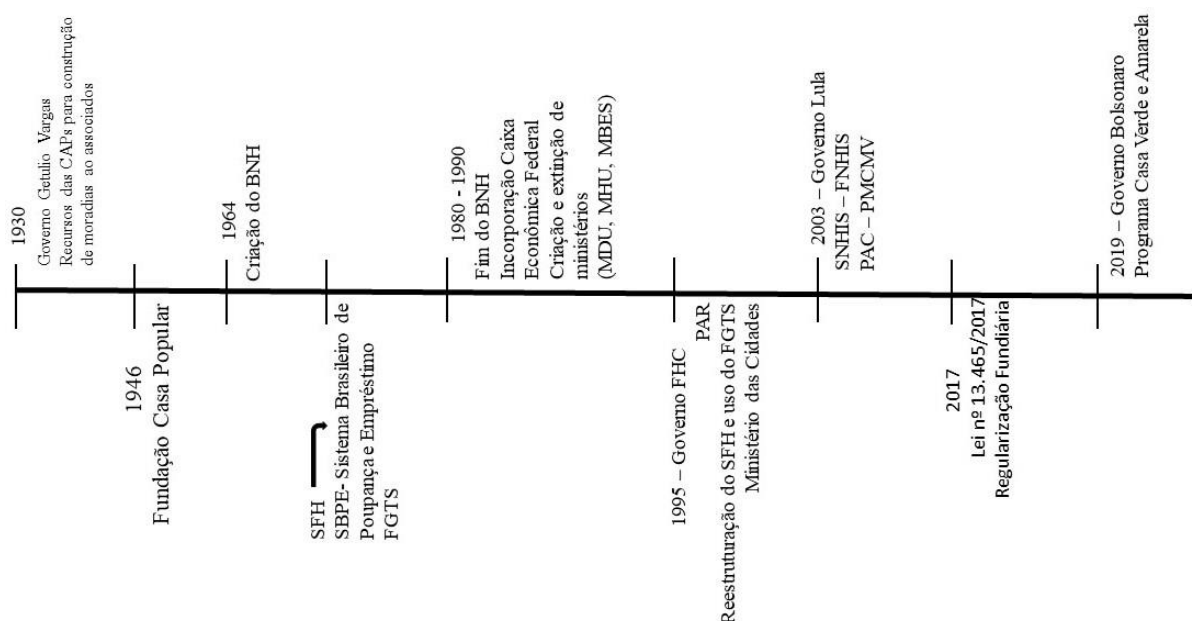 1930
Governo Getulio Vargas
Recursos das CAPs para construção
de moradias ao associados
1946
Fundação Casa Popular
1964
Criação do BNH
SFH
SBPE- Sistema Brasileiro de
Poupança e Empréstimo
FGTS
1980 - 1990
Fim do BNH
Incorporação Caixa
Econômica Federal
Criação e extinção de
ministérios
(MDU, MHU, MBES)
1995 – Governo FHC
PAR
Reestruturação do SFH e uso do FGTS
Ministério das Cidades
2003 – Governo Lula
SNHIS – FNHIS
PAC – PMCMV
2017
Lei nº 13.465/2017
Regularização Fundiária
2019 – Governo Bolsonaro
Programa Casa Verde e Amarela